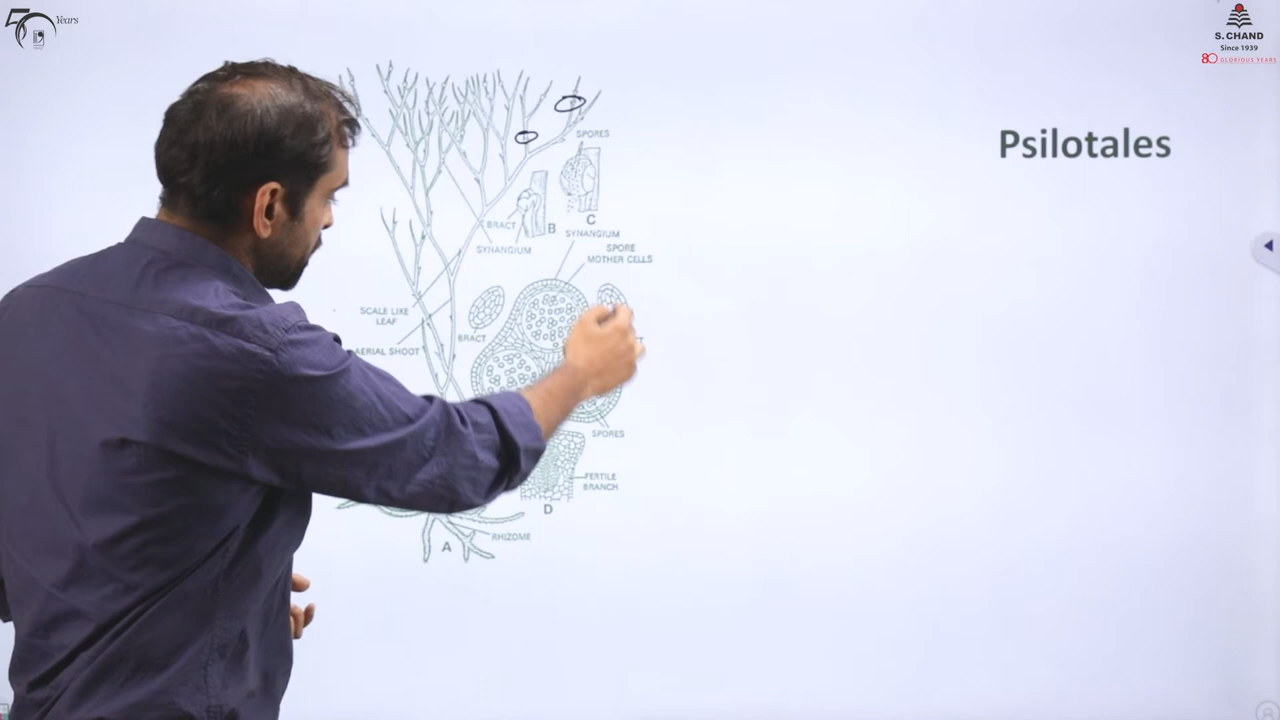 50 Years
S. CHAND
Since 1939
80 GLORIOUS YEARS
Psilotales
SPORES
BRACT
B
C
SYNANGIUM
SYNANGIUM
SPORE
MOTHER CELLS
SCALE LIKE
LEAF
BRACT
AERIAL SHOOT
SPORES
FERTILE
BRANCH
D
RHIZOME
A